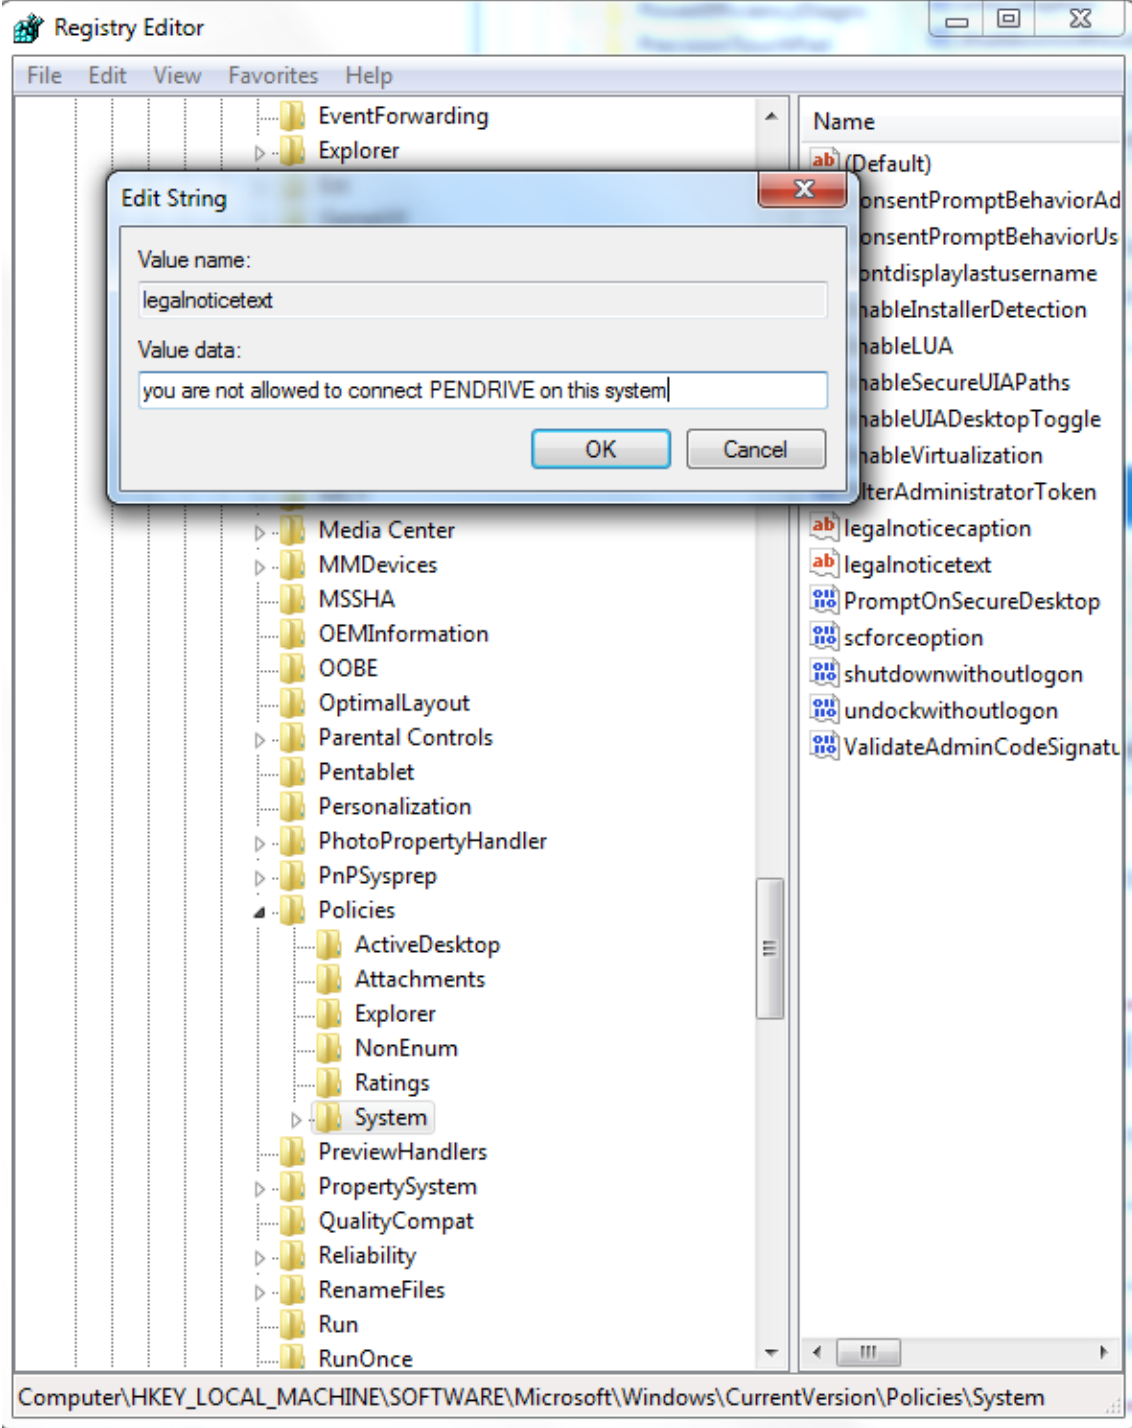 Registry Editor
File Edit View Favorites Help
EventForwarding
Explorer
Edit String
Value name:
legalnoticetext
Value data:
you are not allowed to connect PENDRIVE on this system
OK Cancel
Media Center
MMDevices
MSSHA
OEMInformation
OOBE
OptimalLayout
Parental Controls
Pentablet
Personalization
PhotoPropertyHandler
PnPSysprep
Policies
ActiveDesktop
Attachments
Explorer
NonEnum
Ratings
System
PreviewHandlers
PropertySystem
QualityCompat
Reliability
RenameFiles
Run
RunOnce
Name
(Default)
onsentPromptBehaviorAd
onsentPromptBehaviorUs
ontdisplaylastusername
nableInstallerDetection
nableLUA
nableSecureUIAPaths
nableUIADesktopToggle
nableVirtualization
lterAdministratorToken
legalnoticecaption
legalnoticetext
PromptOnSecureDesktop
scforceoption
shutdownwithoutlogon
undockwithoutlogon
ValidateAdminCodeSignatu
Computer\HKEY_LOCAL_MACHINE\SOFTWARE\Microsoft\Windows\CurrentVersion\Policies\System